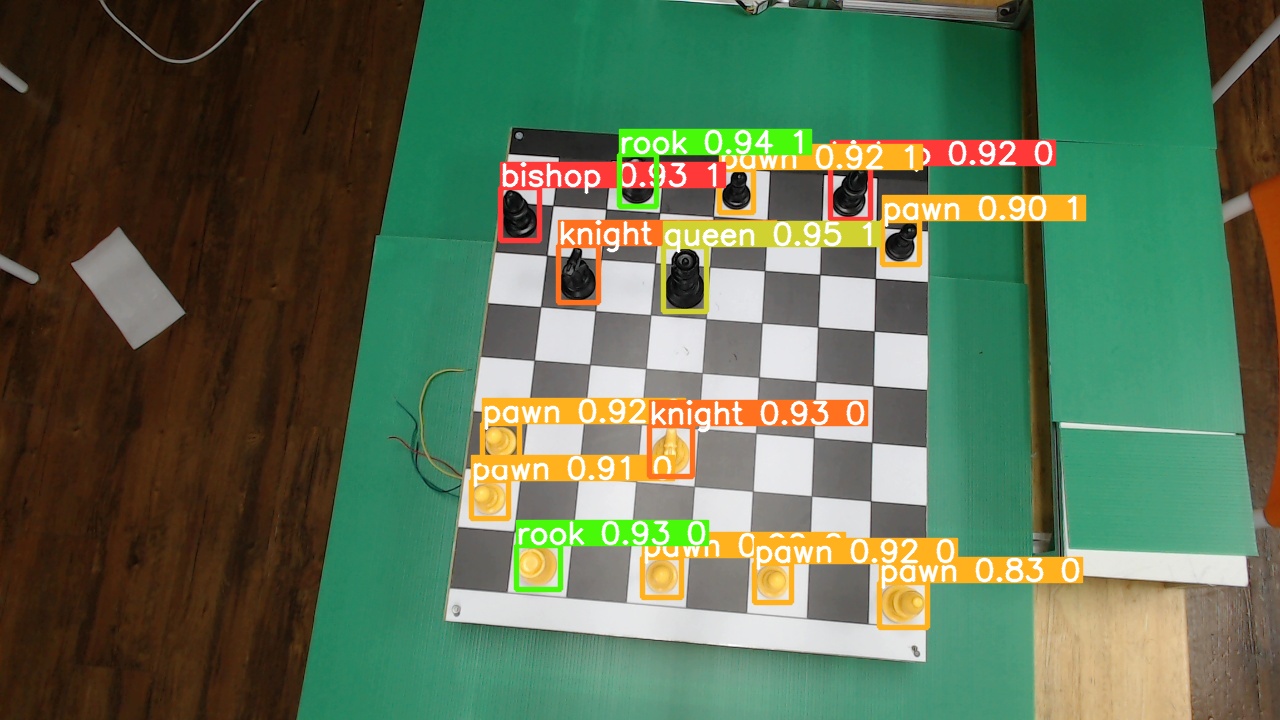 rook 0.94 1
pawn 0.92 1
0.92 0
bishop 0.93 1
pawn 0.90 1
knight
queen 0.95 1
pawn 0.92
knight 0.93 0
pawn 0.91 0
rook 0.93 0
pawn
pawn 0.92 0
pawn 0.83 0